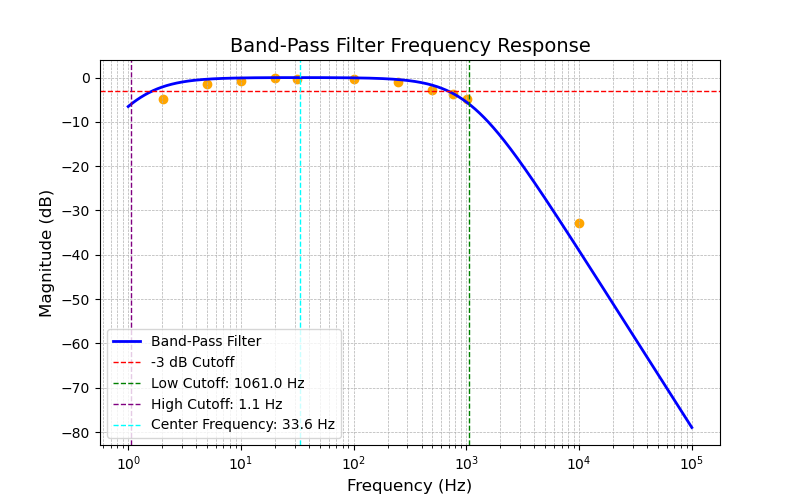 Band-Pass Filter Frequency Response
Magnitude (dB)
0
−10
−20
−30
−40
−50
−60
−70
−80
Band-Pass Filter
-3 dB Cutoff
Low Cutoff: 1061.0 Hz
High Cutoff: 1.1 Hz
Center Frequency: 33.6 Hz
10⁰ 10¹ 10² 10³ 10⁴ 10⁵
Frequency (Hz)